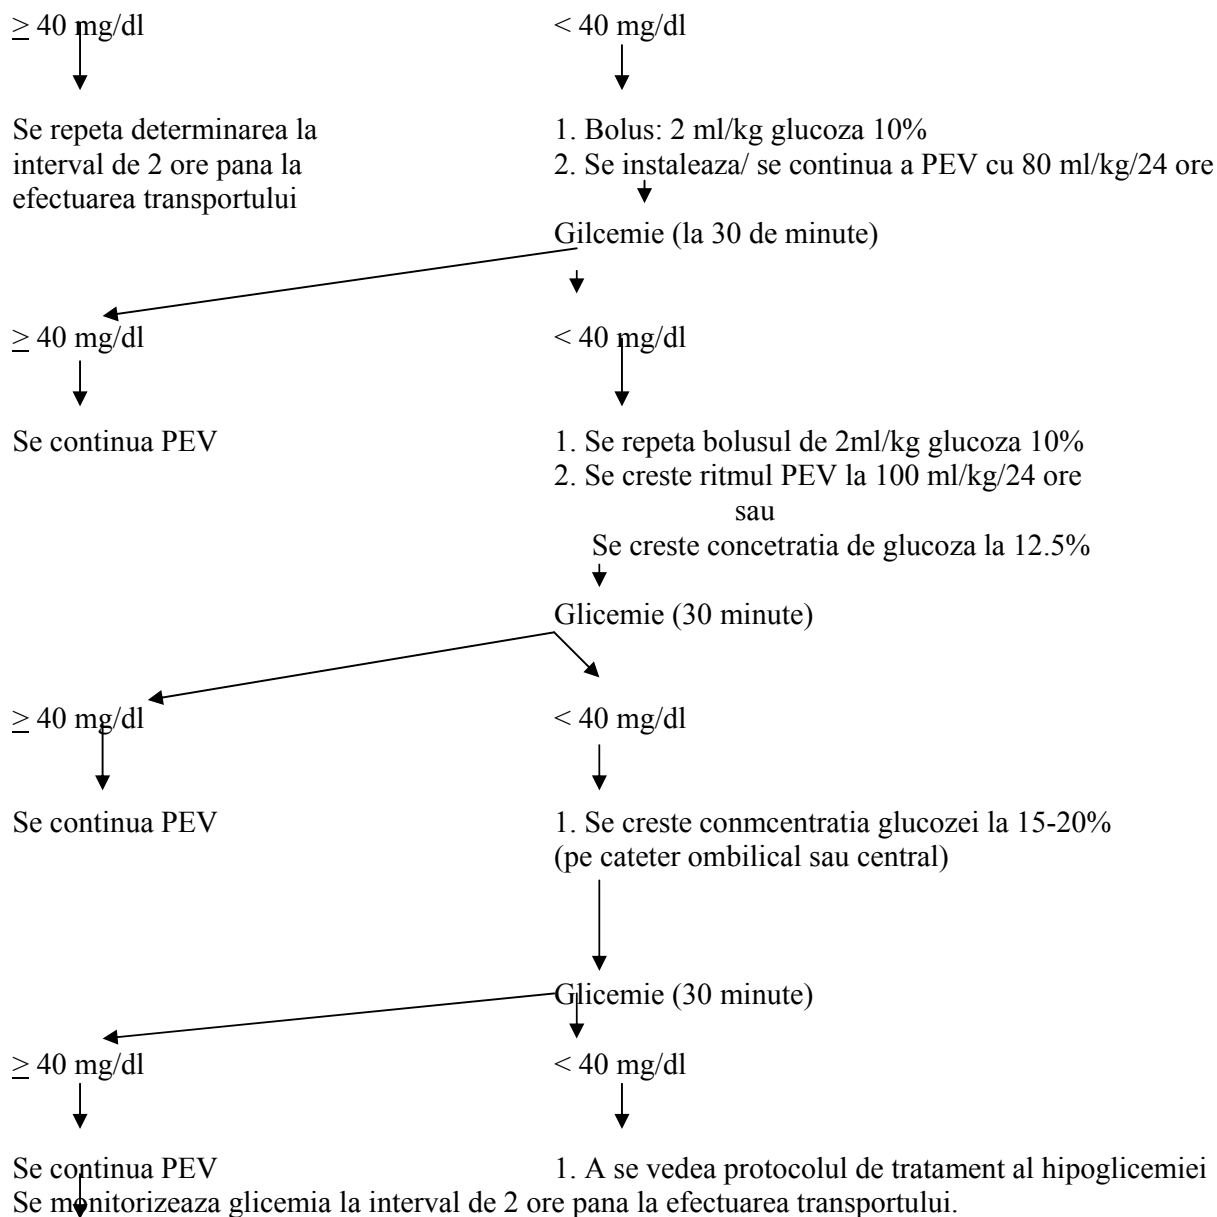 ≥ 40 mg/dl
< 40 mg/dl
Se repeta determinarea la
interval de 2 ore pana la
efectuarea transportului
1. Bolus: 2 ml/kg glucoza 10%
2. Se instaleaza/ se continua a PEV cu 80 ml/kg/24 ore
Gilcemie (la 30 de minute)
≥ 40 mg/dl
< 40 mg/dl
Se continua PEV
1. Se repeta bolusul de 2ml/kg glucoza 10%
2. Se creste ritmul PEV la 100 ml/kg/24 ore
sau
Se creste concetratia de glucoza la 12.5%
Glicemie (30 minute)
≥ 40 mg/dl
< 40 mg/dl
Se continua PEV
1. Se creste conmcentratia glucozei la 15-20%
(pe cateter ombilical sau central)
Glicemie (30 minute)
≥ 40 mg/dl
< 40 mg/dl
Se continua PEV
1. A se vedea protocolul de tratament al hipoglicemiei
Se monitorizeaza glicemia la interval de 2 ore pana la efectuarea transportului.